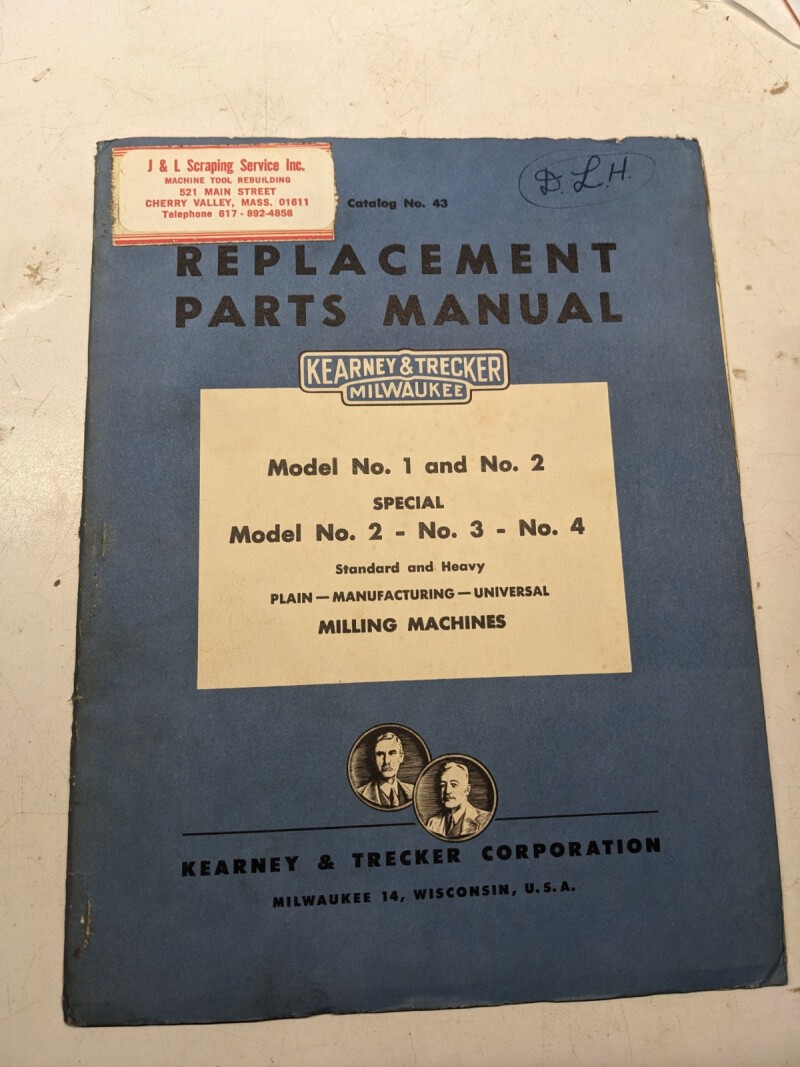 J & L Scraping Service Inc.
MACHINE TOOL REBUILDING
521 MAIN STREET
CHERRY VALLEY, MASS. 01611
Telephone 617 - 892-4856
D. L. H.
Catalog No. 43
REPLACEMENT
PARTS MANUAL
KEARNEY & TRECKER
MILWAUKEE
Model No. 1 and No. 2
SPECIAL
Model No. 2 - No. 3 - No. 4
Standard and Heavy
PLAIN — MANUFACTURING — UNIVERSAL
MILLING MACHINES
KEARNEY & TRECKER CORPORATION
MILWAUKEE 14, WISCONSIN, U.S.A.